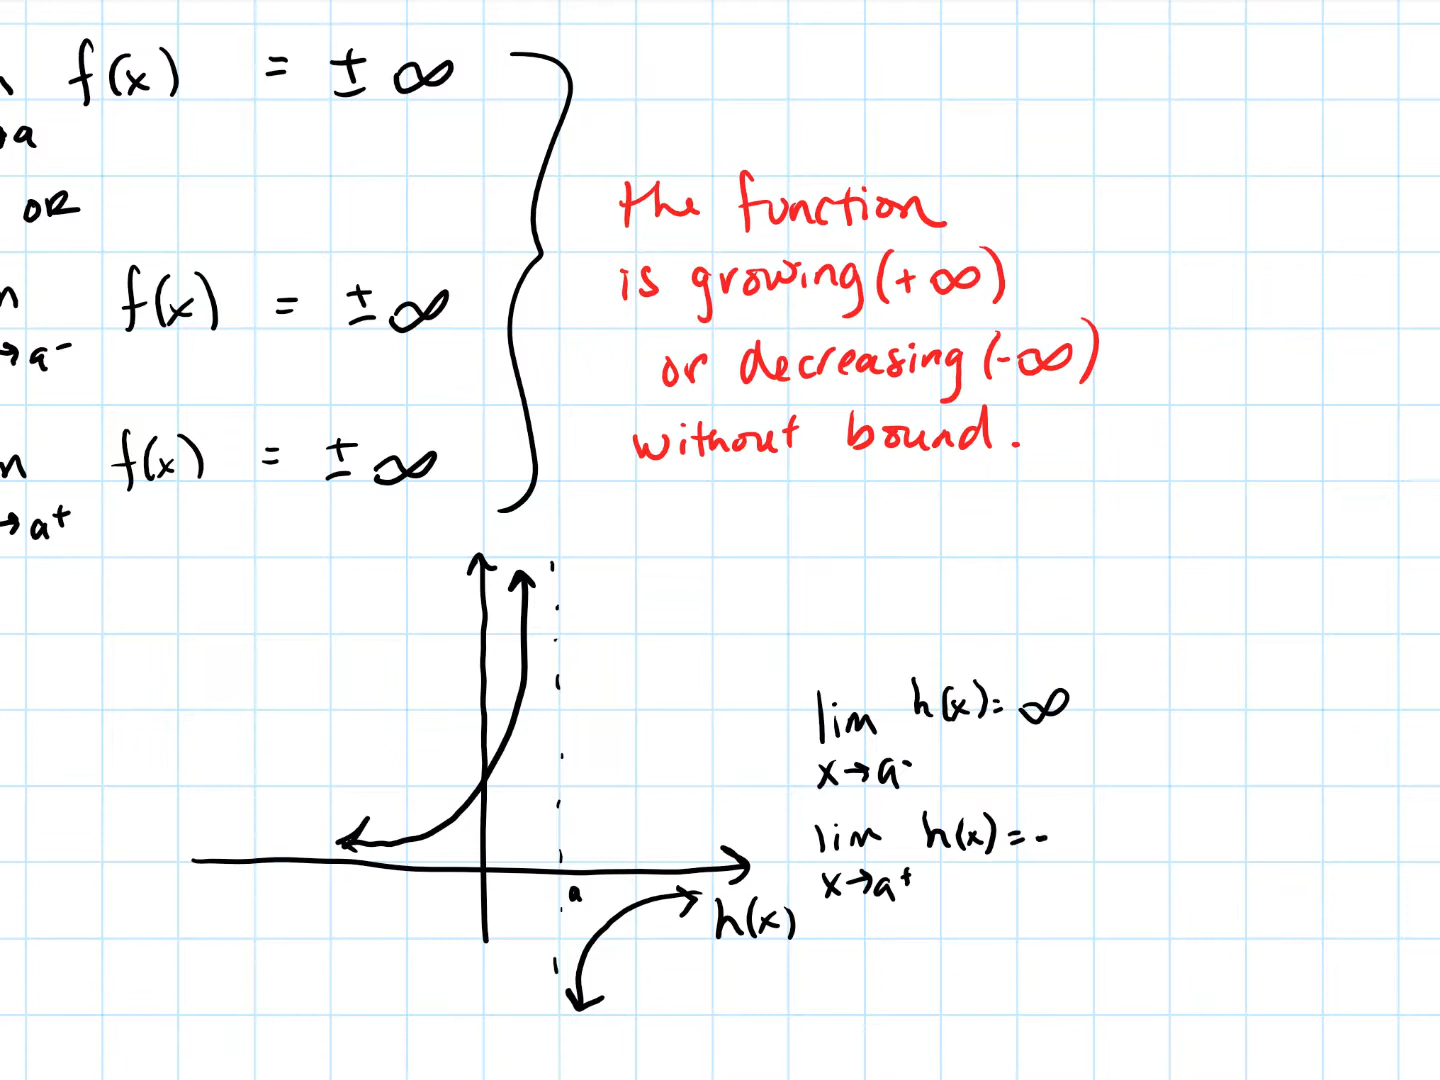 f(x) = ± ∞
→a
OR
f(x) = ± ∞
→ a⁻
f(x) = ± ∞
→ a⁺
the function
is growing (+∞)
or decreasing (-∞)
without bound.
lim h(x) = ∞
x→a⁻
lim h(x) = -
x→a⁺
a
h(x)